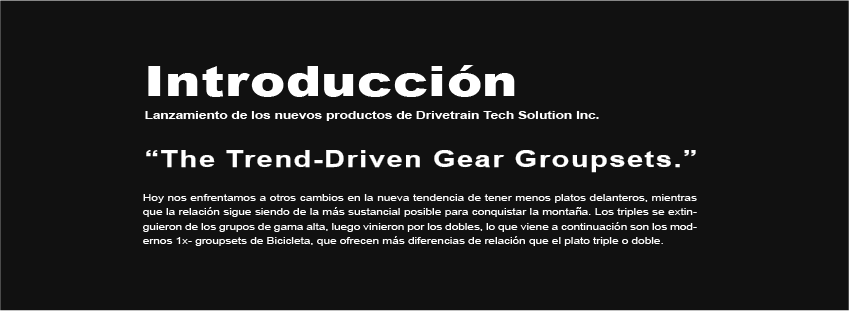 Introducción
Lanzamiento de los nuevos productos de Drivetrain Tech Solution Inc.
“The Trend-Driven Gear Groupsets.”
Hoy nos enfrentamos a otros cambios en la nueva tendencia de tener menos platos delanteros, mientras
que la relación sigue siendo de la más sustancial posible para conquistar la montaña. Los triples se extin-
guieron de los grupos de gama alta, luego vinieron por los dobles, lo que viene a continuación son los mod-
ernos 1x- groupsets de Bicicleta, que ofrecen más diferencias de relación que el plato triple o doble.